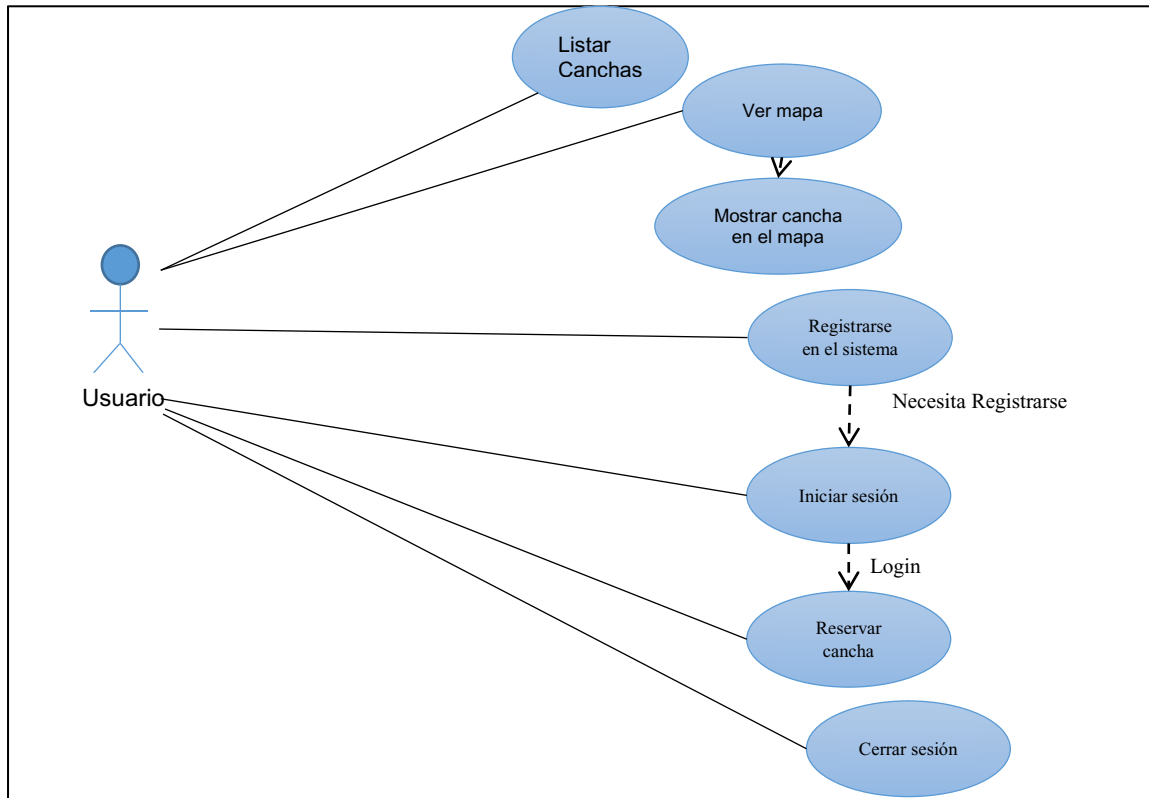 Listar
Canchas
Ver mapa
Mostrar cancha
en el mapa
Registrarse
en el sistema
Usuario
Necesita Registrarse
Iniciar sesión
Login
Reservar
cancha
Cerrar sesión